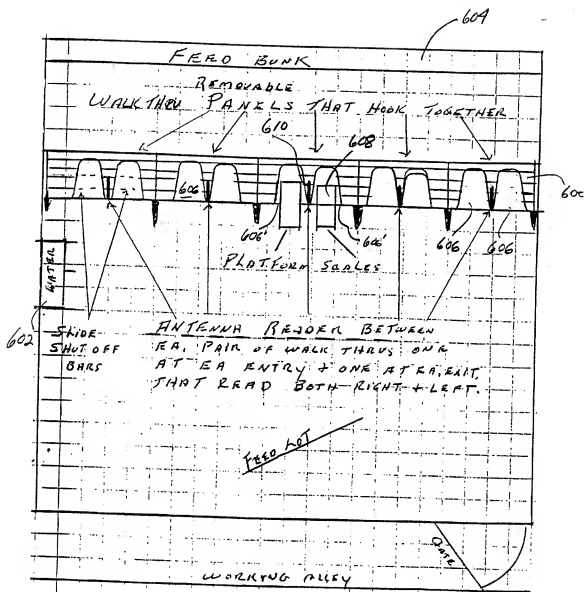 604
FEED BUNK
REMOVABLE
WALK THRU PANELS THAT HOOK TOGETHER
610
608
606
606'
606'
606
606
PLATFORM SCALES
WATER
602
SLIDE
SHUT OFF
BARS
ANTENNA READER BETWEEN
EA. PAIR OF WALK THRUS ONE
AT EA ENTRY + ONE AT EA. EXIT
THAT READ BOTH RIGHT + LEFT.
FEED LOT
GATE
WORKING ALLEY